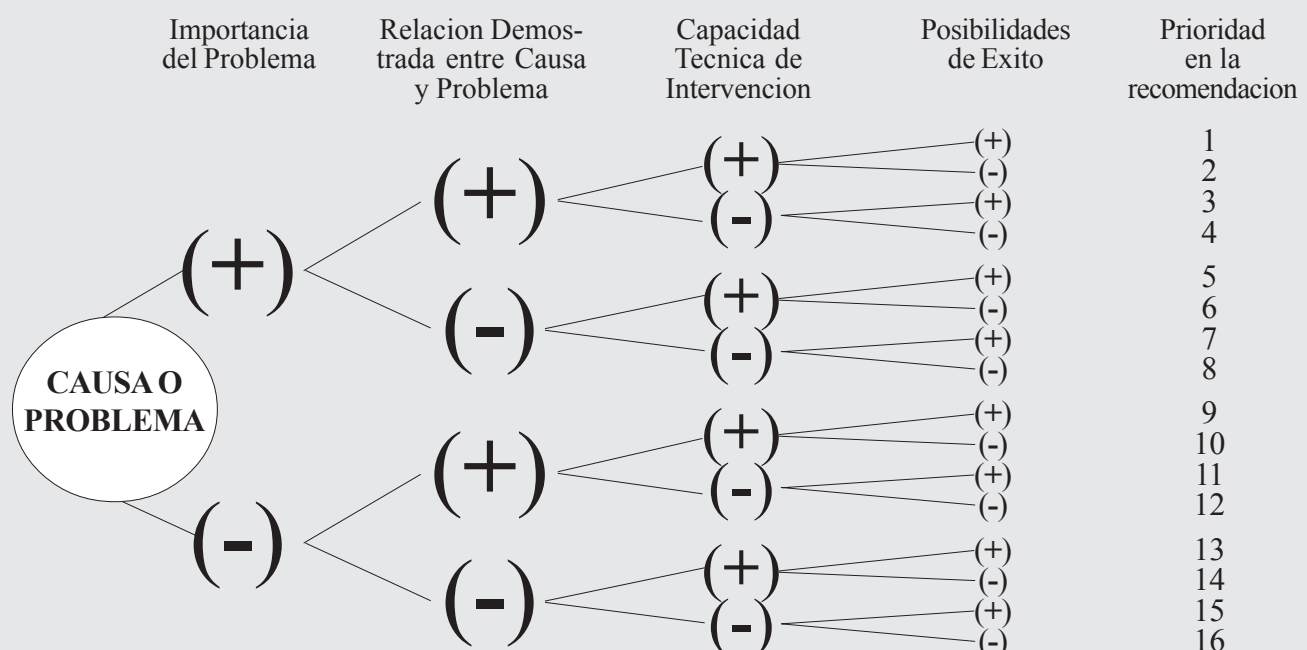 Importancia
del Problema
Relacion Demos-
trada entre Causa
y Problema
Capacidad
Tecnica de
Intervencion
Posibilidades
de Exito
Prioridad
en la
recomendacion
CAUSA O
PROBLEMA
(+)
(+)
(+)
(+) 1
(-) 2
(-)
(+) 3
(-) 4
(-)
(+)
(+) 5
(-) 6
(-)
(+) 7
(-) 8
(-)
(+)
(+)
(+) 9
(-) 10
(-)
(+) 11
(-) 12
(-)
(+)
(+) 13
(-) 14
(-)
(+) 15
(-) 16